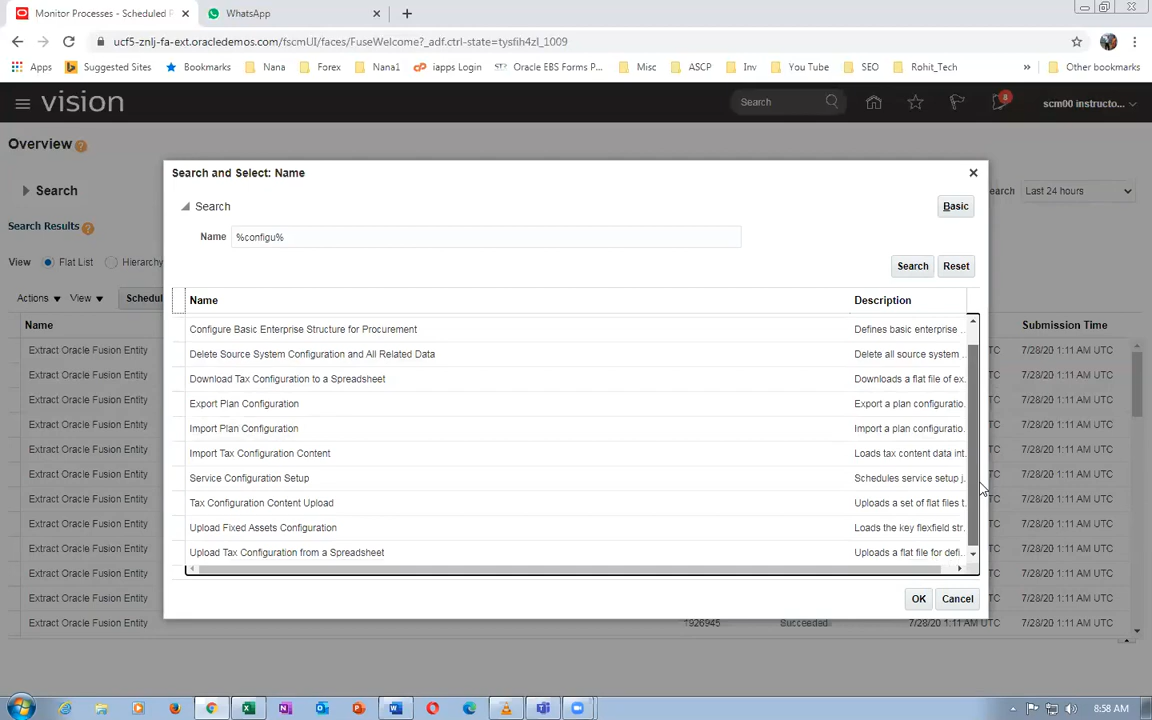 Monitor Processes - Scheduled P
WhatsApp
ucf5-znlj-fa-ext.oracledemos.com/fscmUI/faces/FuseWelcome?_adf.ctrl-state=tysfih4zl_1009
Apps Suggested Sites Bookmarks Nana Forex Nana1 iapps Login Oracle EBS Forms P... Misc ASCP Inv You Tube SEO Rohit_Tech » Other bookmarks
vision Search 8 scm00 instructo...
Overview
Search earch Last 24 hours
Search Results
View Flat List Hierarchy
Actions View Schedul
Name Submission Time
Extract Oracle Fusion Entity TC 7/28/20 1:11 AM UTC
Extract Oracle Fusion Entity TC 7/28/20 1:11 AM UTC
Extract Oracle Fusion Entity TC 7/28/20 1:11 AM UTC
Extract Oracle Fusion Entity TC 7/28/20 1:11 AM UTC
Extract Oracle Fusion Entity TC 7/28/20 1:11 AM UTC
Extract Oracle Fusion Entity TC 7/28/20 1:11 AM UTC
Extract Oracle Fusion Entity TC 7/28/20 1:11 AM UTC
Extract Oracle Fusion Entity TC 7/28/20 1:11 AM UTC
Extract Oracle Fusion Entity TC 7/28/20 1:11 AM UTC
Extract Oracle Fusion Entity TC 7/28/20 1:11 AM UTC
Extract Oracle Fusion Entity TC 7/28/20 1:11 AM UTC
Extract Oracle Fusion Entity 1926945 Succeeded 7/28/20 1:11 AM UTC 7/28/20 1:11 AM UTC
Search and Select: Name
Search Basic
Name %configu%
Search Reset
Name Description
Configure Basic Enterprise Structure for Procurement Defines basic enterprise ...
Delete Source System Configuration and All Related Data Delete all source system ...
Download Tax Configuration to a Spreadsheet Downloads a flat file of ex...
Export Plan Configuration Export a plan configuratio...
Import Plan Configuration Import a plan configuratio...
Import Tax Configuration Content Loads tax content data int...
Service Configuration Setup Schedules service setup j...
Tax Configuration Content Upload Uploads a set of flat files t...
Upload Fixed Assets Configuration Loads the key flexfield str...
Upload Tax Configuration from a Spreadsheet Uploads a flat file for defi...
OK Cancel
8:58 AM